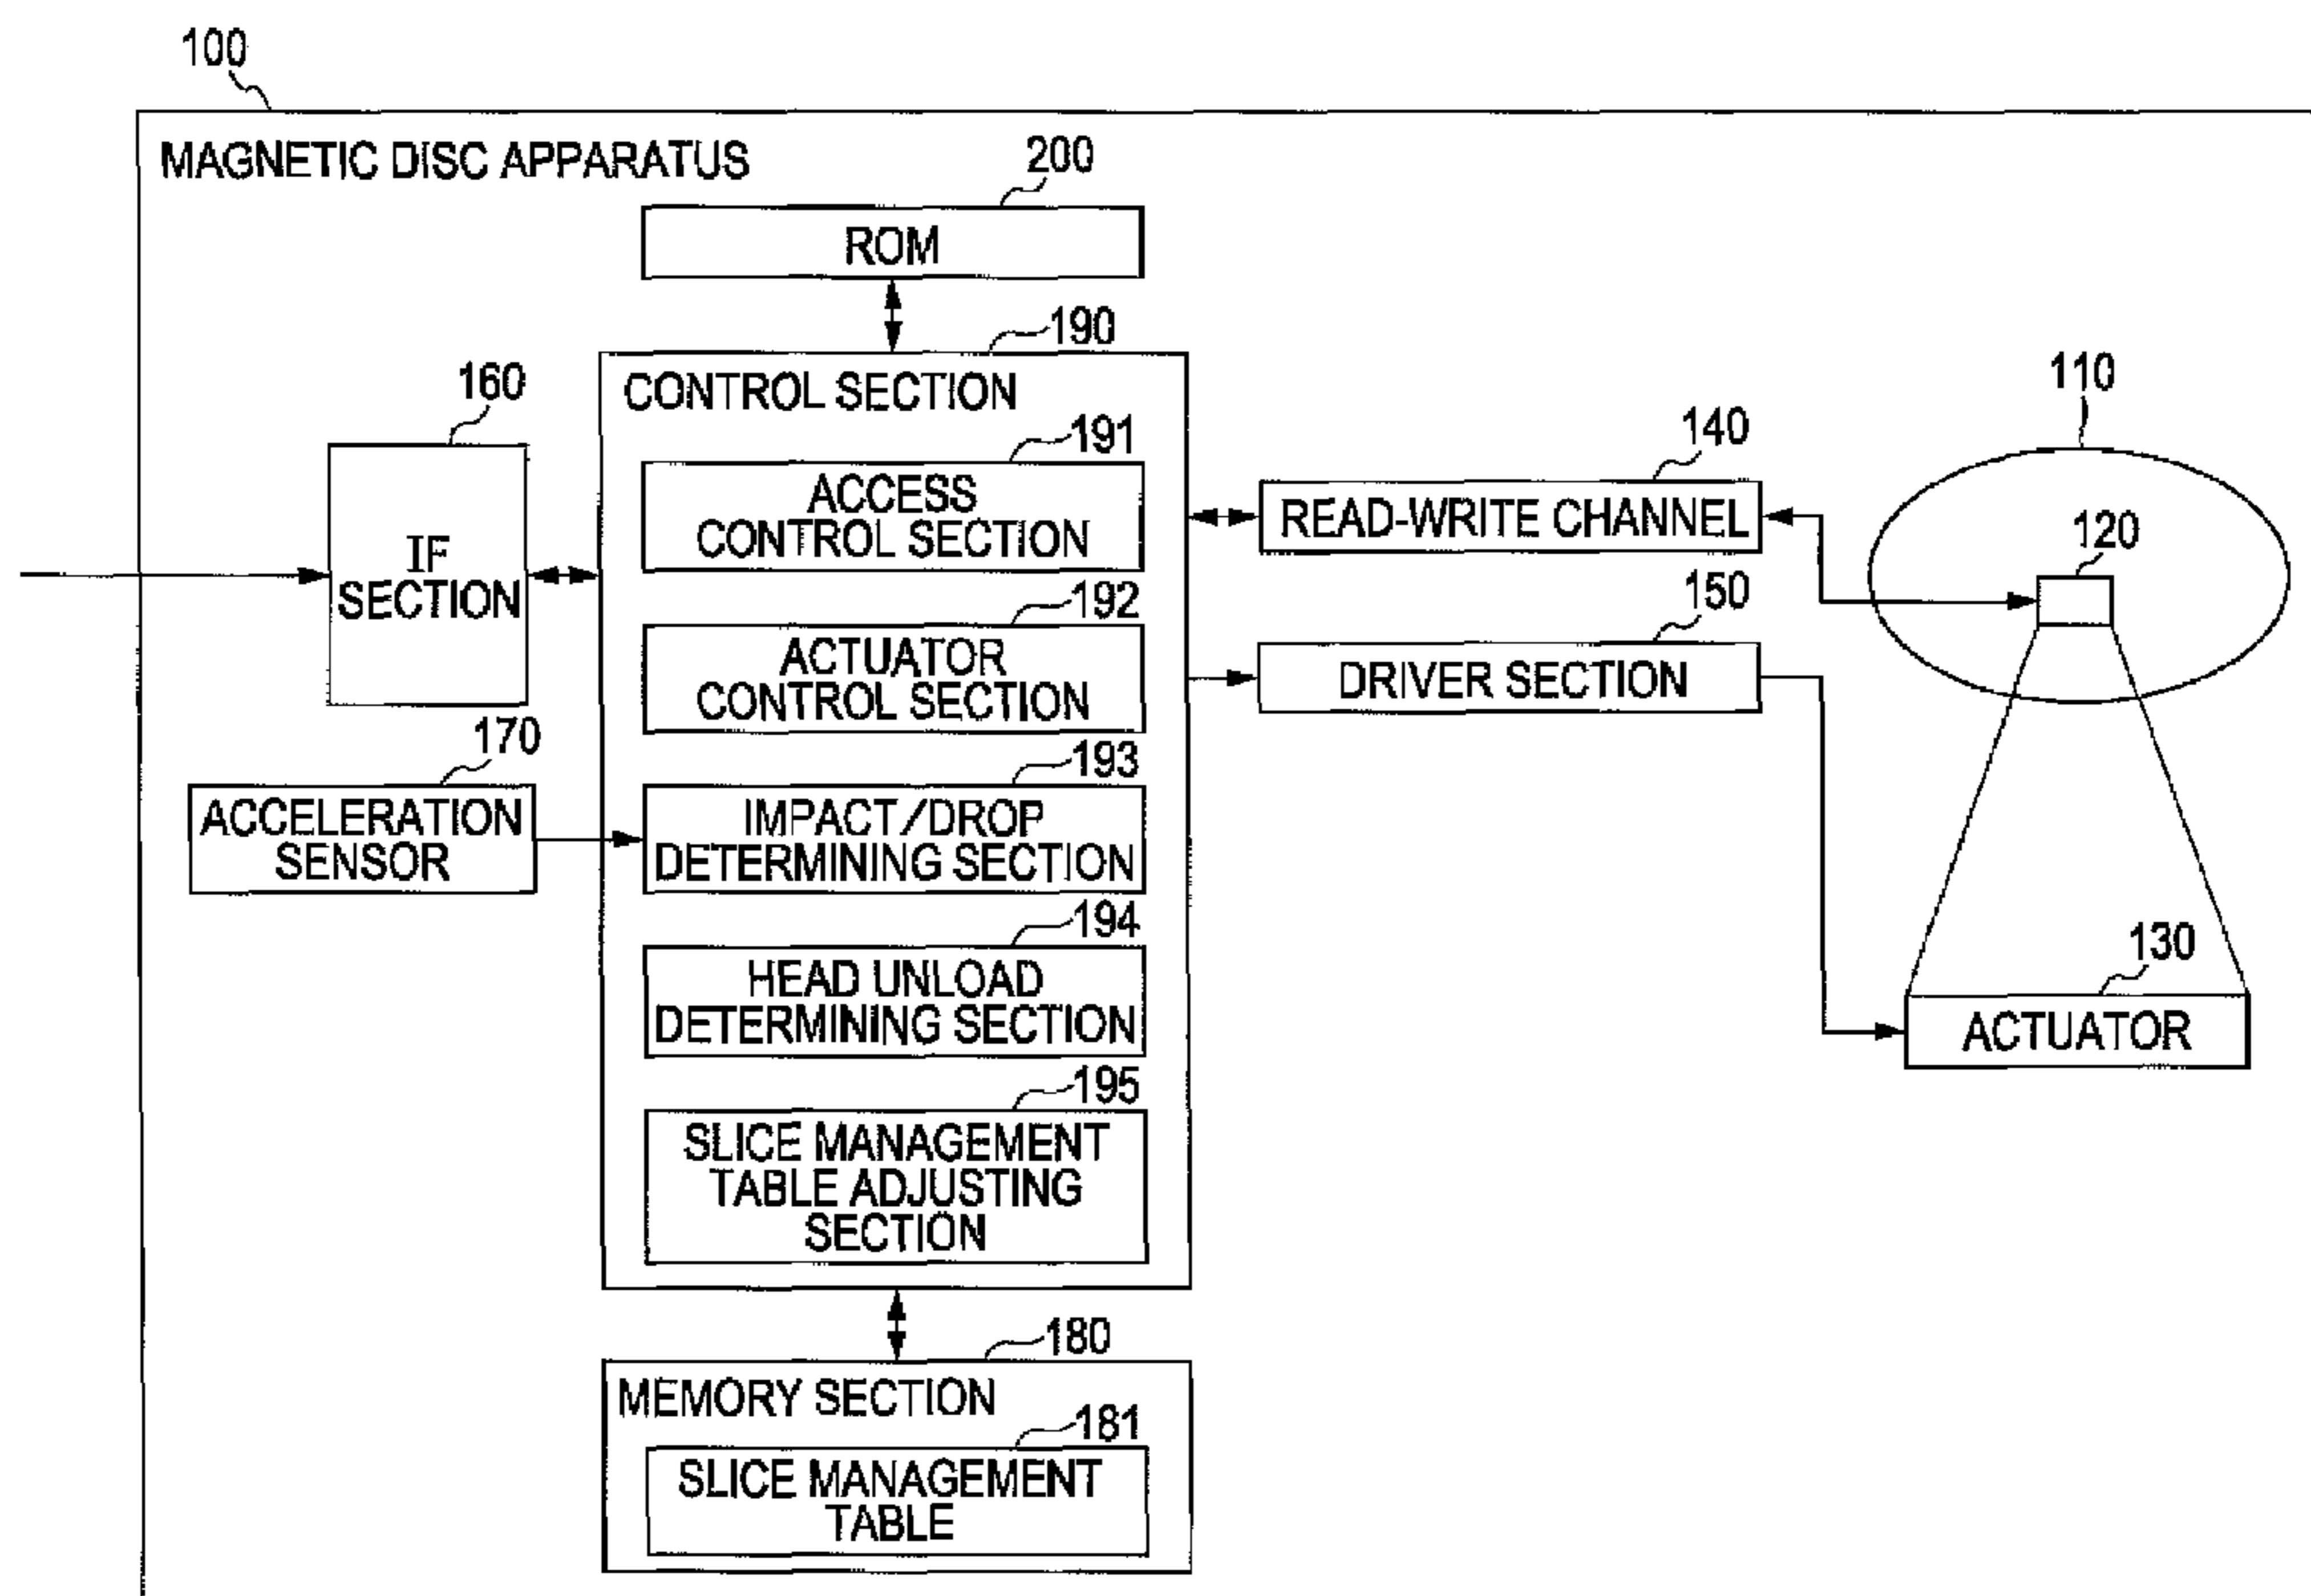 100
MAGNETIC DISC APPARATUS
200
ROM
190
CONTROL SECTION
160
IF
SECTION
191
ACCESS
CONTROL SECTION
140
READ-WRITE CHANNEL
110
120
192
ACTUATOR
CONTROL SECTION
150
DRIVER SECTION
170
ACCELERATION
SENSOR
193
IMPACT/DROP
DETERMINING SECTION
194
HEAD UNLOAD
DETERMINING SECTION
130
ACTUATOR
195
SLICE MANAGEMENT
TABLE ADJUSTING
SECTION
180
MEMORY SECTION
181
SLICE MANAGEMENT
TABLE